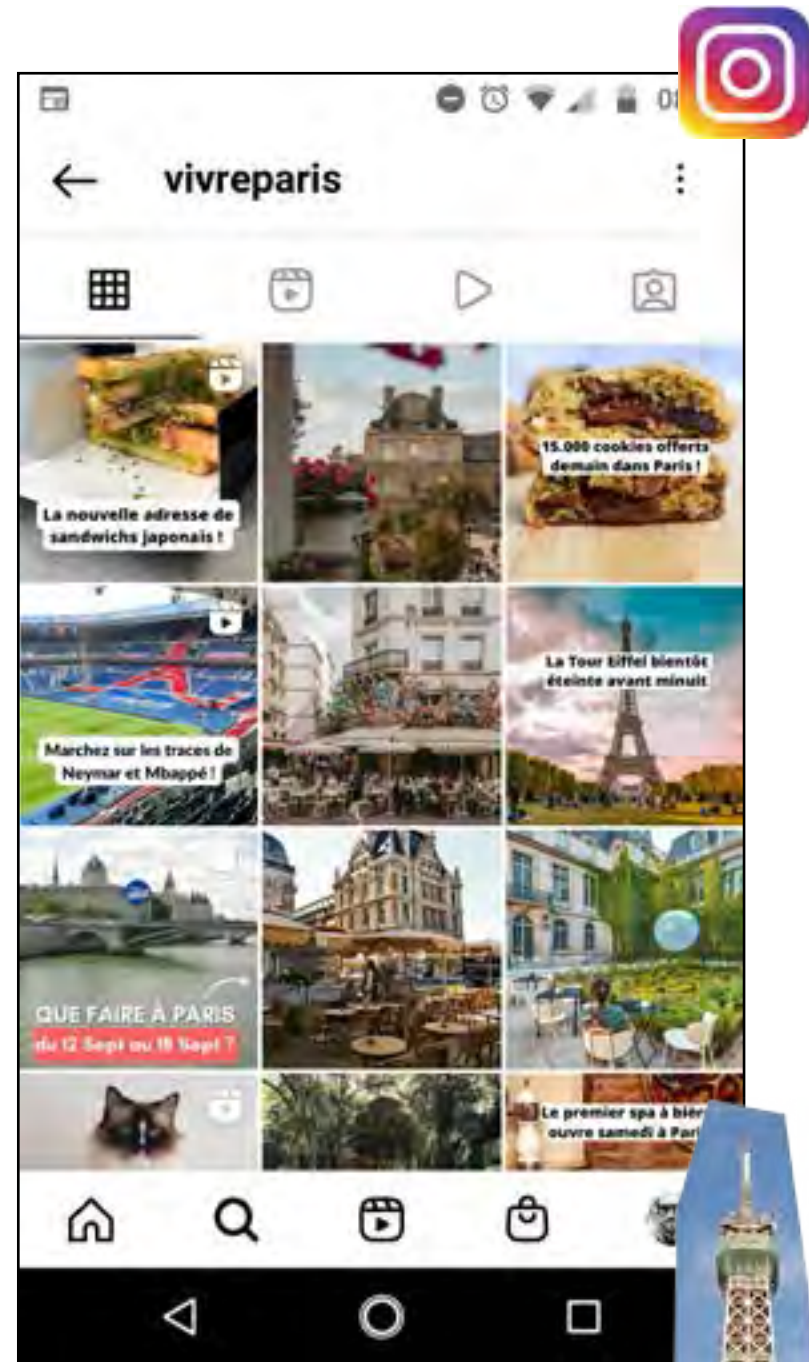 vivreparis
La nouvelle adresse de
sandwichs japonais !
15.000 cookies offerts
demain dans Paris !
Marchez sur les traces de
Neymar et Mbappé !
La Tour Eiffel bientôt
éteinte avant minuit
QUE FAIRE À PARIS
du 12 Sept au 18 Sept ?
Le premier spa à bière
ouvre samedi à Paris